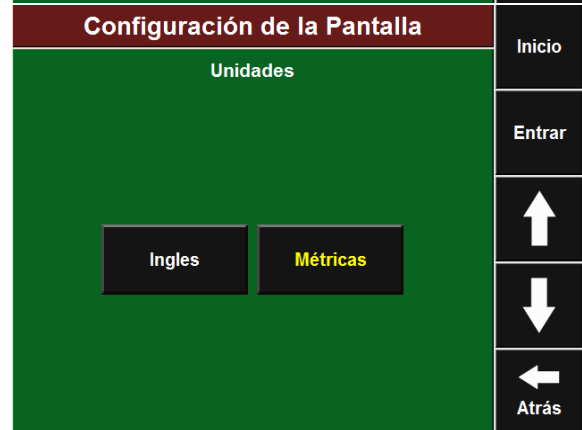 Configuración de la Pantalla
Unidades
Ingles
Métricas
Inicio
Entrar
Atrás